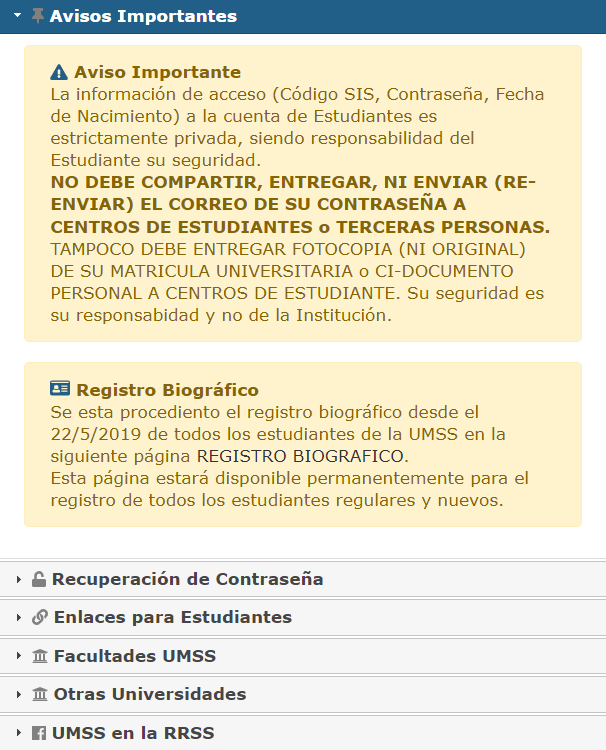 Avisos Importantes
Aviso Importante
La información de acceso (Código SIS, Contraseña, Fecha
de Nacimiento) a la cuenta de Estudiantes es
estrictamente privada, siendo responsabilidad del
Estudiante su seguridad.
NO DEBE COMPARTIR, ENTREGAR, NI ENVIAR (RE-
ENVIAR) EL CORREO DE SU CONTRASEÑA A
CENTROS DE ESTUDIANTES o TERCERAS PERSONAS.
TAMPOCO DEBE ENTREGAR FOTOCOPIA (NI ORIGINAL)
DE SU MATRICULA UNIVERSITARIA o CI-DOCUMENTO
PERSONAL A CENTROS DE ESTUDIANTE. Su seguridad es
su responsabidad y no de la Institución.
Registro Biográfico
Se esta procediento el registro biográfico desde el
22/5/2019 de todos los estudiantes de la UMSS en la
siguiente página REGISTRO BIOGRAFICO.
Esta página estará disponible permanentemente para el
registro de todos los estudiantes regulares y nuevos.
Recuperación de Contraseña
Enlaces para Estudiantes
Facultades UMSS
Otras Universidades
UMSS en la RRSS